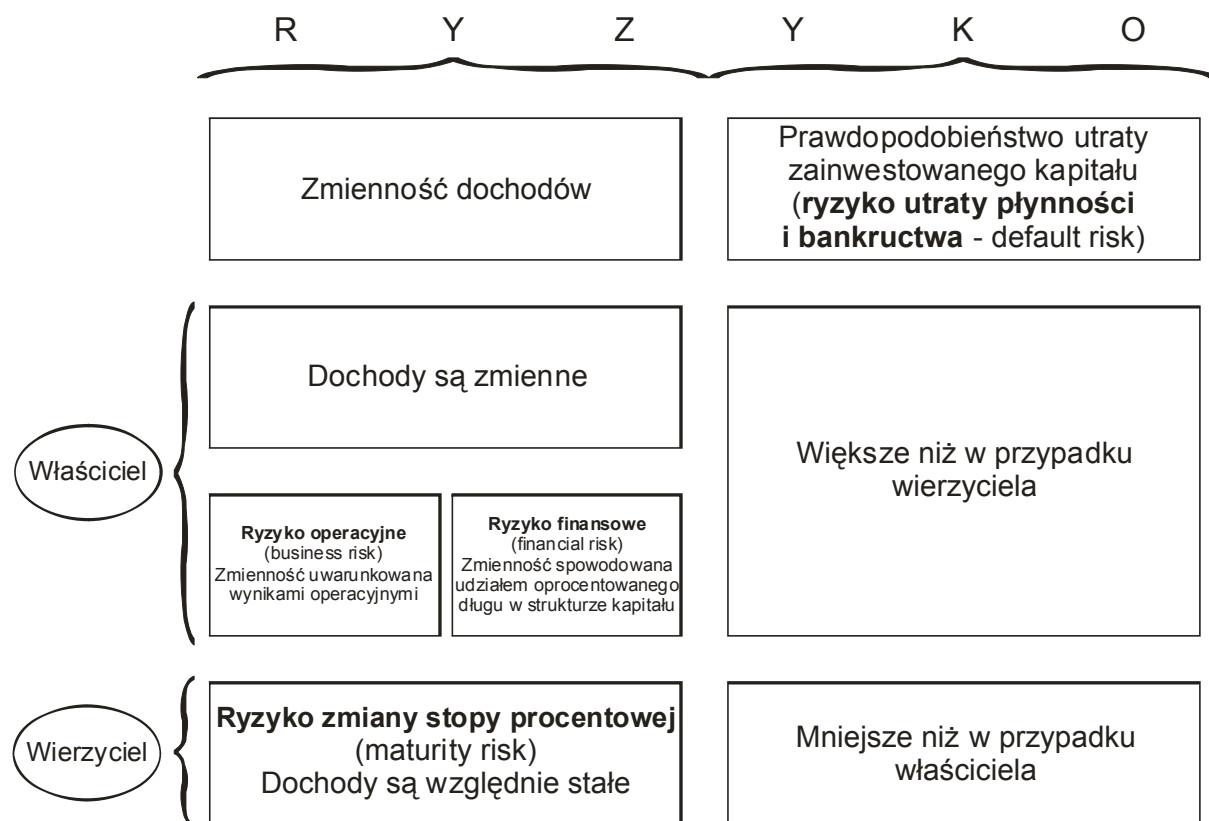 R Y Z Y K O
Zmienność dochodów
Prawdopodobieństwo utraty
zainwestowanego kapitału
(ryzyko utraty płynności
i bankructwa - default risk)
Właściciel
Dochody są zmienne
Ryzyko operacyjne
(business risk)
Zmienność uwarunkowana
wynikami operacyjnymi
Ryzyko finansowe
(financial risk)
Zmienność spowodowana
udziałem oprocentowanego
długu w strukturze kapitału
Większe niż w przypadku
wierzyciela
Wierzyciel
Ryzyko zmiany stopy procentowej
(maturity risk)
Dochody są względnie stałe
Mniejsze niż w przypadku
właściciela